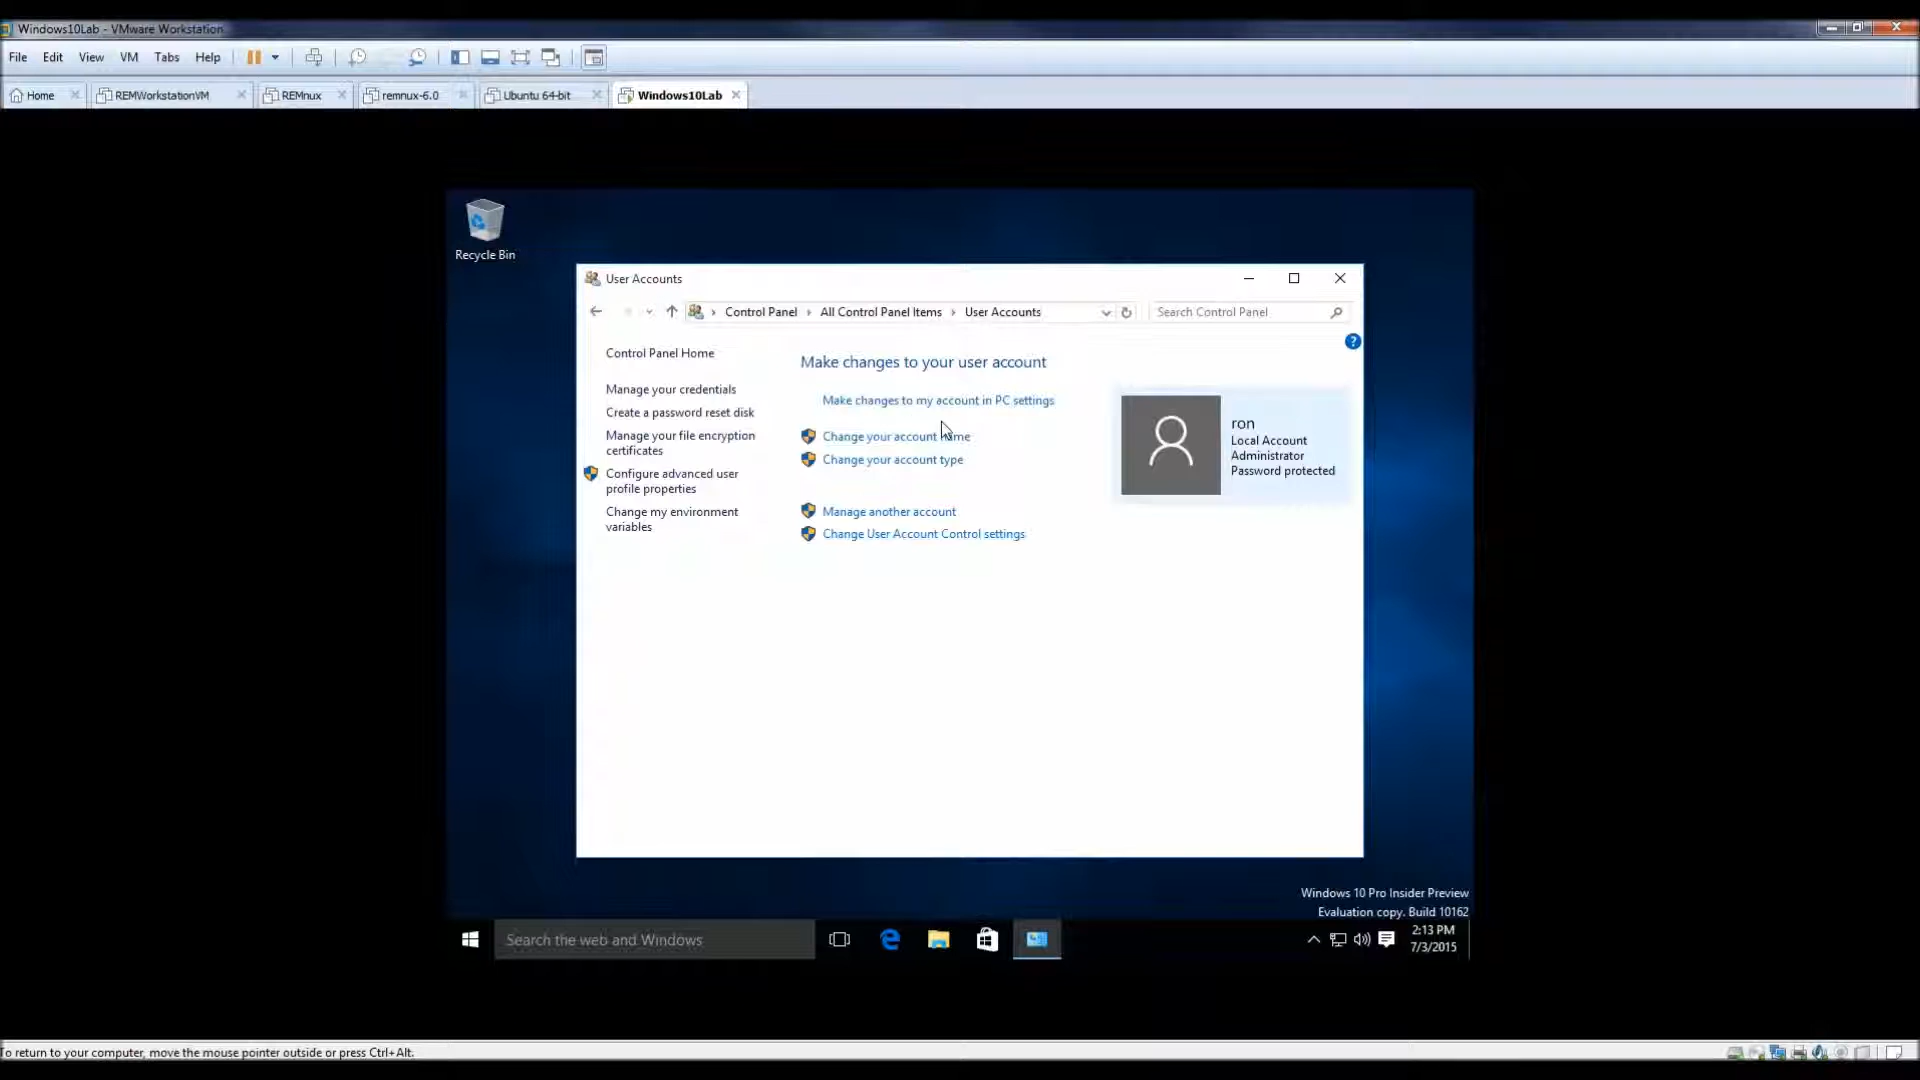 Windows10Lab - VMware Workstation
File Edit View VM Tabs Help
Home REMWorkstationVM REMnux remnux-6.0 Ubuntu 64-bit Windows10Lab
Recycle Bin
User Accounts
Control Panel All Control Panel Items User Accounts Search Control Panel
Control Panel Home
Manage your credentials
Create a password reset disk
Manage your file encryption
certificates
Configure advanced user
profile properties
Change my environment
variables
Make changes to your user account
Make changes to my account in PC settings
Change your account name
Change your account type
Manage another account
Change User Account Control settings
?
ron
Local Account
Administrator
Password protected
Windows 10 Pro Insider Preview
Evaluation copy. Build 10162
Search the web and Windows
2:13 PM
7/3/2015
To return to your computer, move the mouse pointer outside or press Ctrl+Alt.